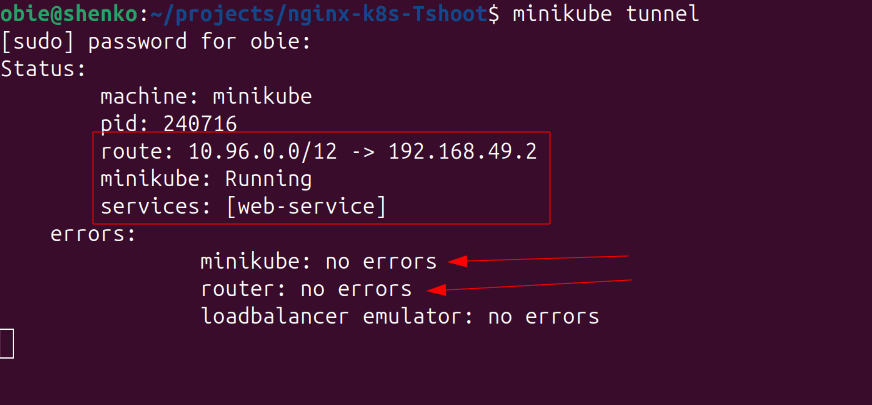 obie@shenko:~/projects/nginx-k8s-Tshoot$ minikube tunnel
[sudo] password for obie:
Status:
machine: minikube
pid: 240716
route: 10.96.0.0/12 -> 192.168.49.2
minikube: Running
services: [web-service]
errors:
minikube: no errors
router: no errors
loadbalancer emulator: no errors